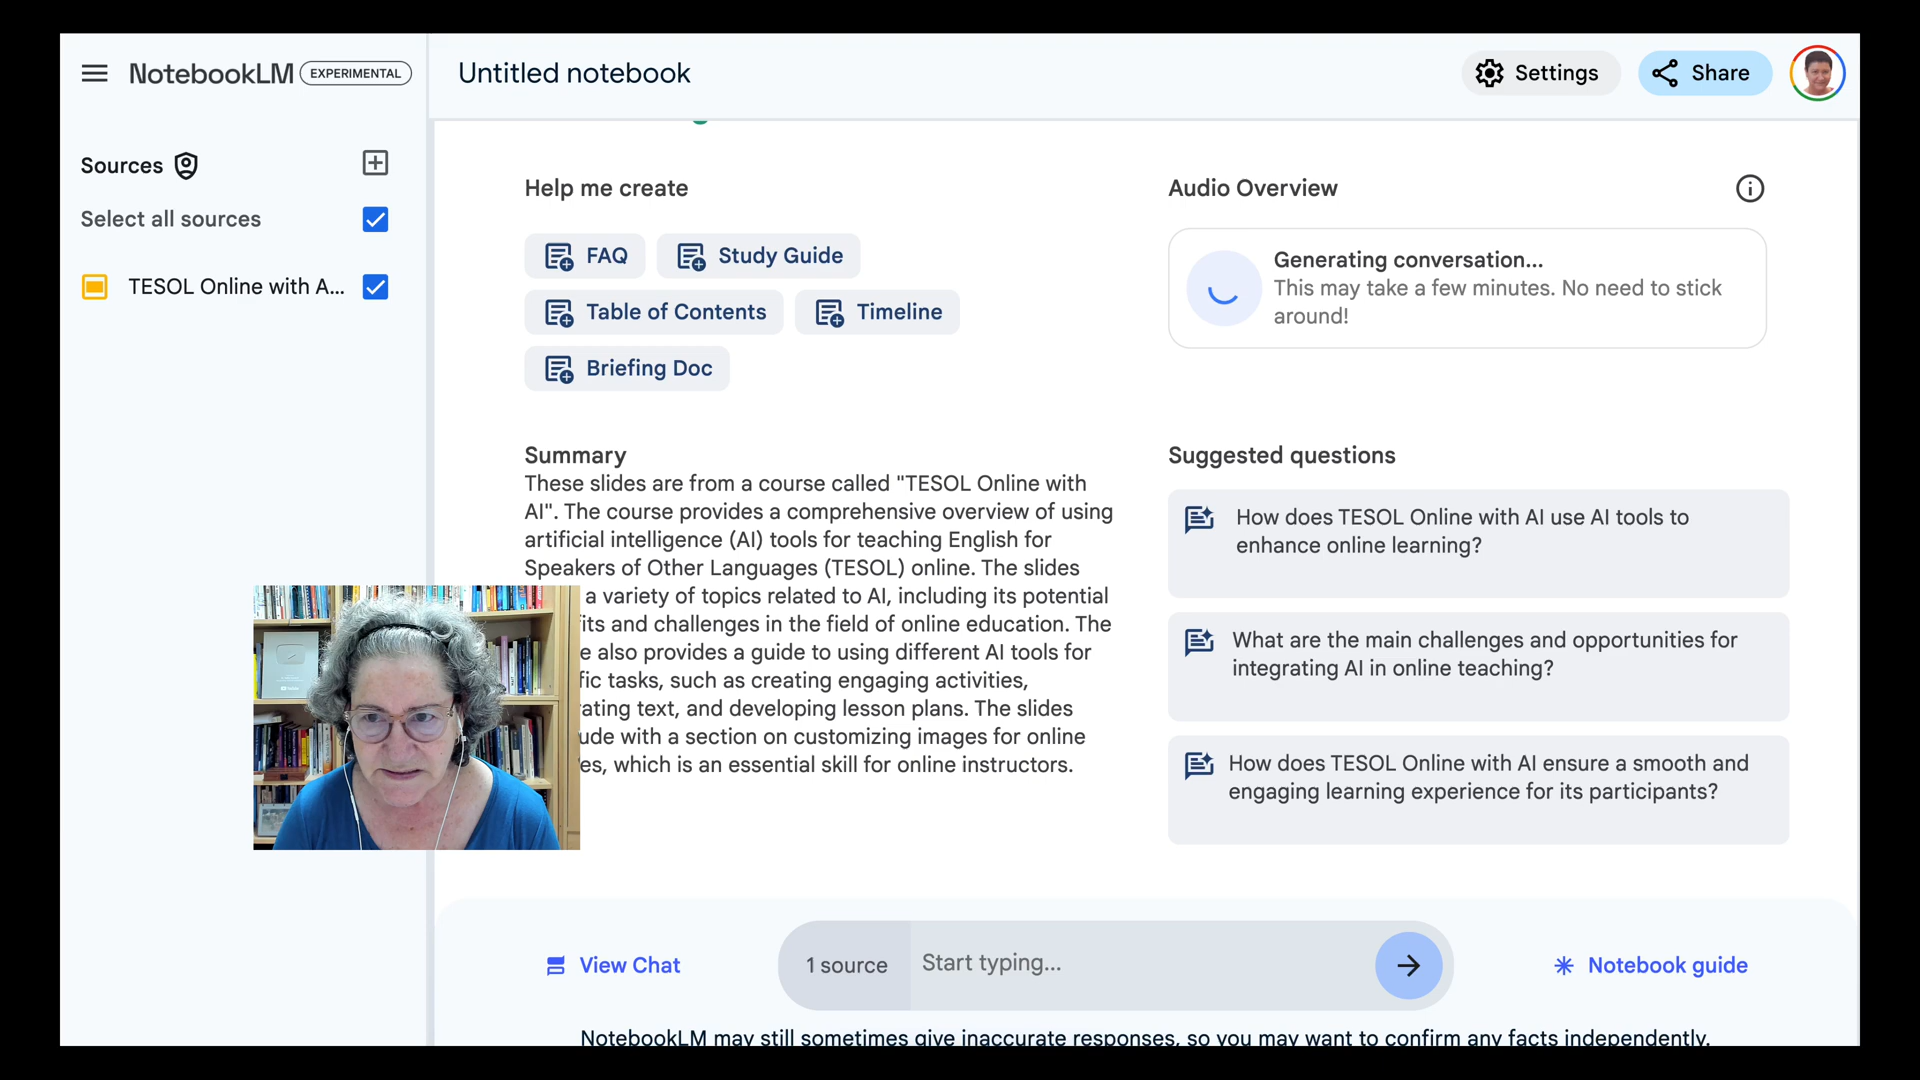 NotebookLM EXPERIMENTAL
Untitled notebook
Settings
Share
Sources
Select all sources
TESOL Online with A...
Help me create
FAQ
Study Guide
Table of Contents
Timeline
Briefing Doc
Audio Overview
Generating conversation...
This may take a few minutes. No need to stick
around!
Summary
These slides are from a course called "TESOL Online with
AI". The course provides a comprehensive overview of using
artificial intelligence (AI) tools for teaching English for
Speakers of Other Languages (TESOL) online. The slides
a variety of topics related to AI, including its potential
and challenges in the field of online education. The
also provides a guide to using different AI tools for
tasks, such as creating engaging activities,
text, and developing lesson plans. The slides
with a section on customizing images for online
which is an essential skill for online instructors.
Suggested questions
How does TESOL Online with AI use AI tools to
enhance online learning?
What are the main challenges and opportunities for
integrating AI in online teaching?
How does TESOL Online with AI ensure a smooth and
engaging learning experience for its participants?
View Chat
1 source
Start typing...
Notebook guide
NotebookLM may still sometimes give inaccurate responses, so you may want to confirm any facts independently.